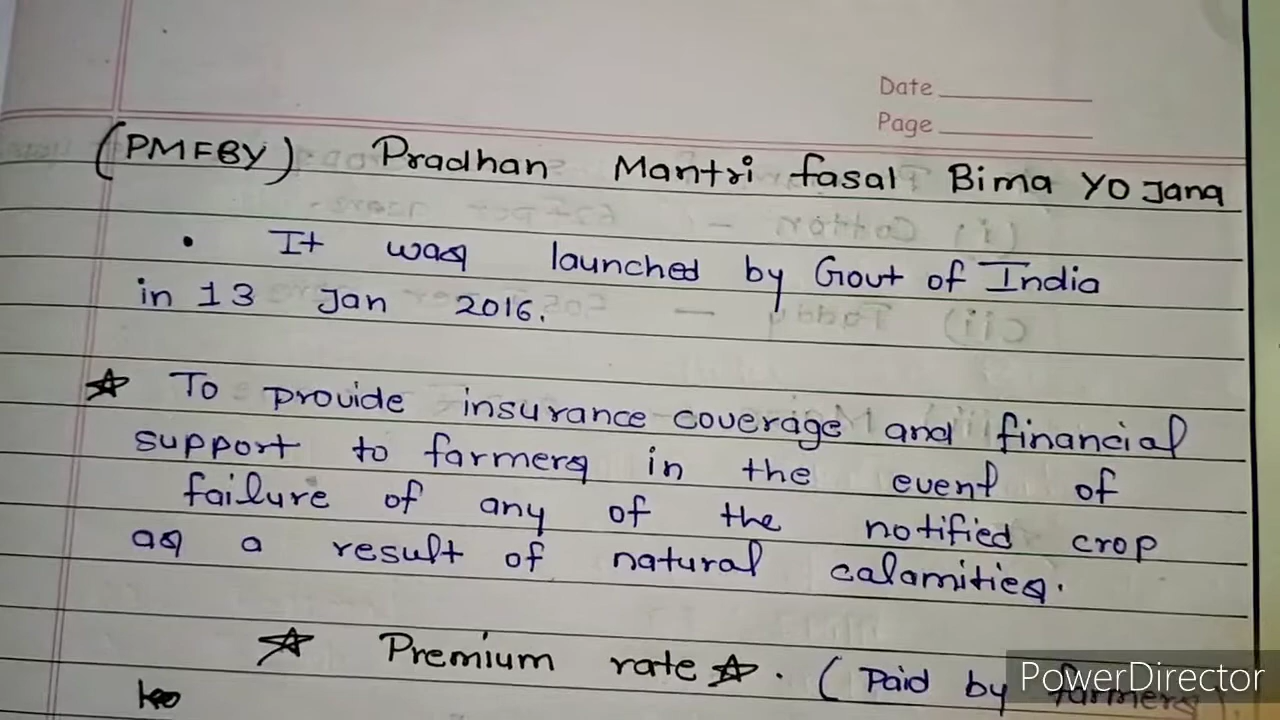 Date
Page
(PMFBY) Pradhan Mantri fasal Bima Yojana
• It was launched by Govt of India
in 13 Jan 2016.
☆ To provide insurance coverage and financial
support to farmers in the event of
failure of any of the notified crop
as a result of natural calamities.
☆ Premium rate ☆. (Paid by farmers)
PowerDirector